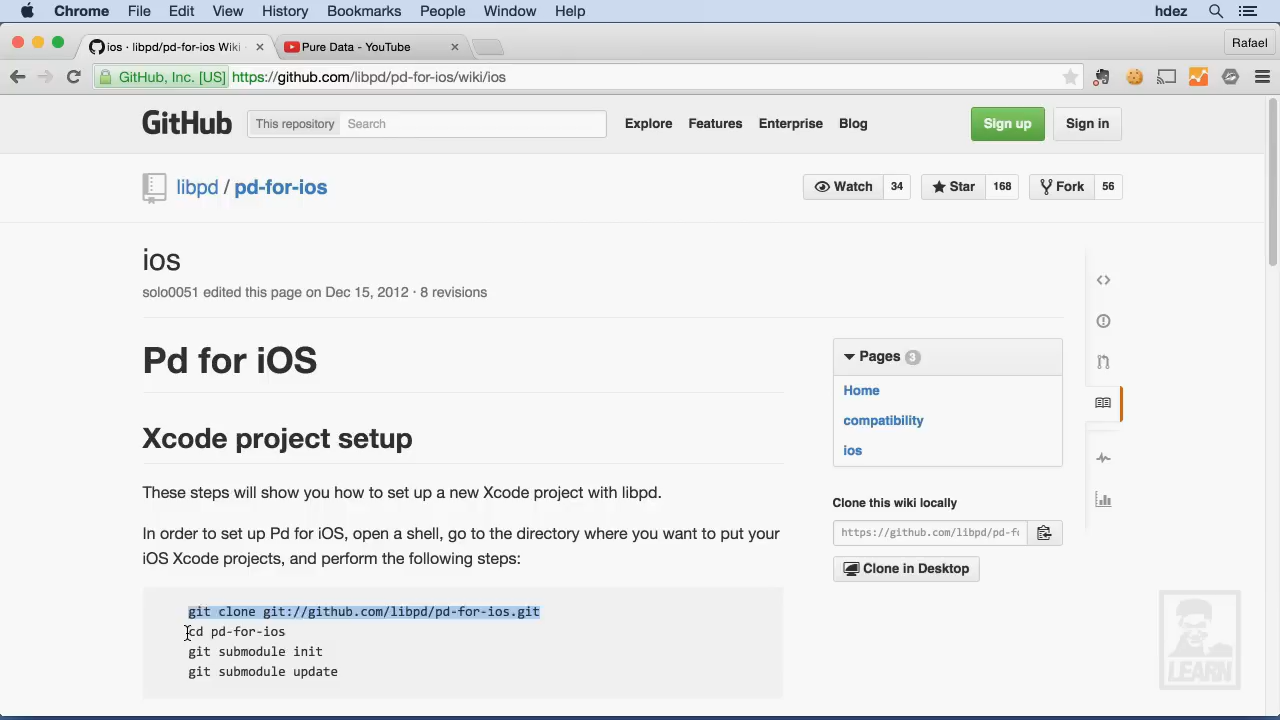 Chrome File Edit View History Bookmarks People Window Help hdez
ios · libpd/pd-for-ios Wiki
Pure Data - YouTube
Rafael
GitHub, Inc. [US] https://github.com/libpd/pd-for-ios/wiki/ios
GitHub This repository Search Explore Features Enterprise Blog Sign up Sign in
libpd / pd-for-ios
Watch 34 Star 168 Fork 56
ios
solo0051 edited this page on Dec 15, 2012 · 8 revisions
Pd for iOS
Xcode project setup
These steps will show you how to set up a new Xcode project with libpd.
In order to set up Pd for iOS, open a shell, go to the directory where you want to put your
iOS Xcode projects, and perform the following steps:
git clone git://github.com/libpd/pd-for-ios.git
cd pd-for-ios
git submodule init
git submodule update
Pages 3
Home
compatibility
ios
Clone this wiki locally
https://github.com/libpd/pd-fo
Clone in Desktop
LEARN